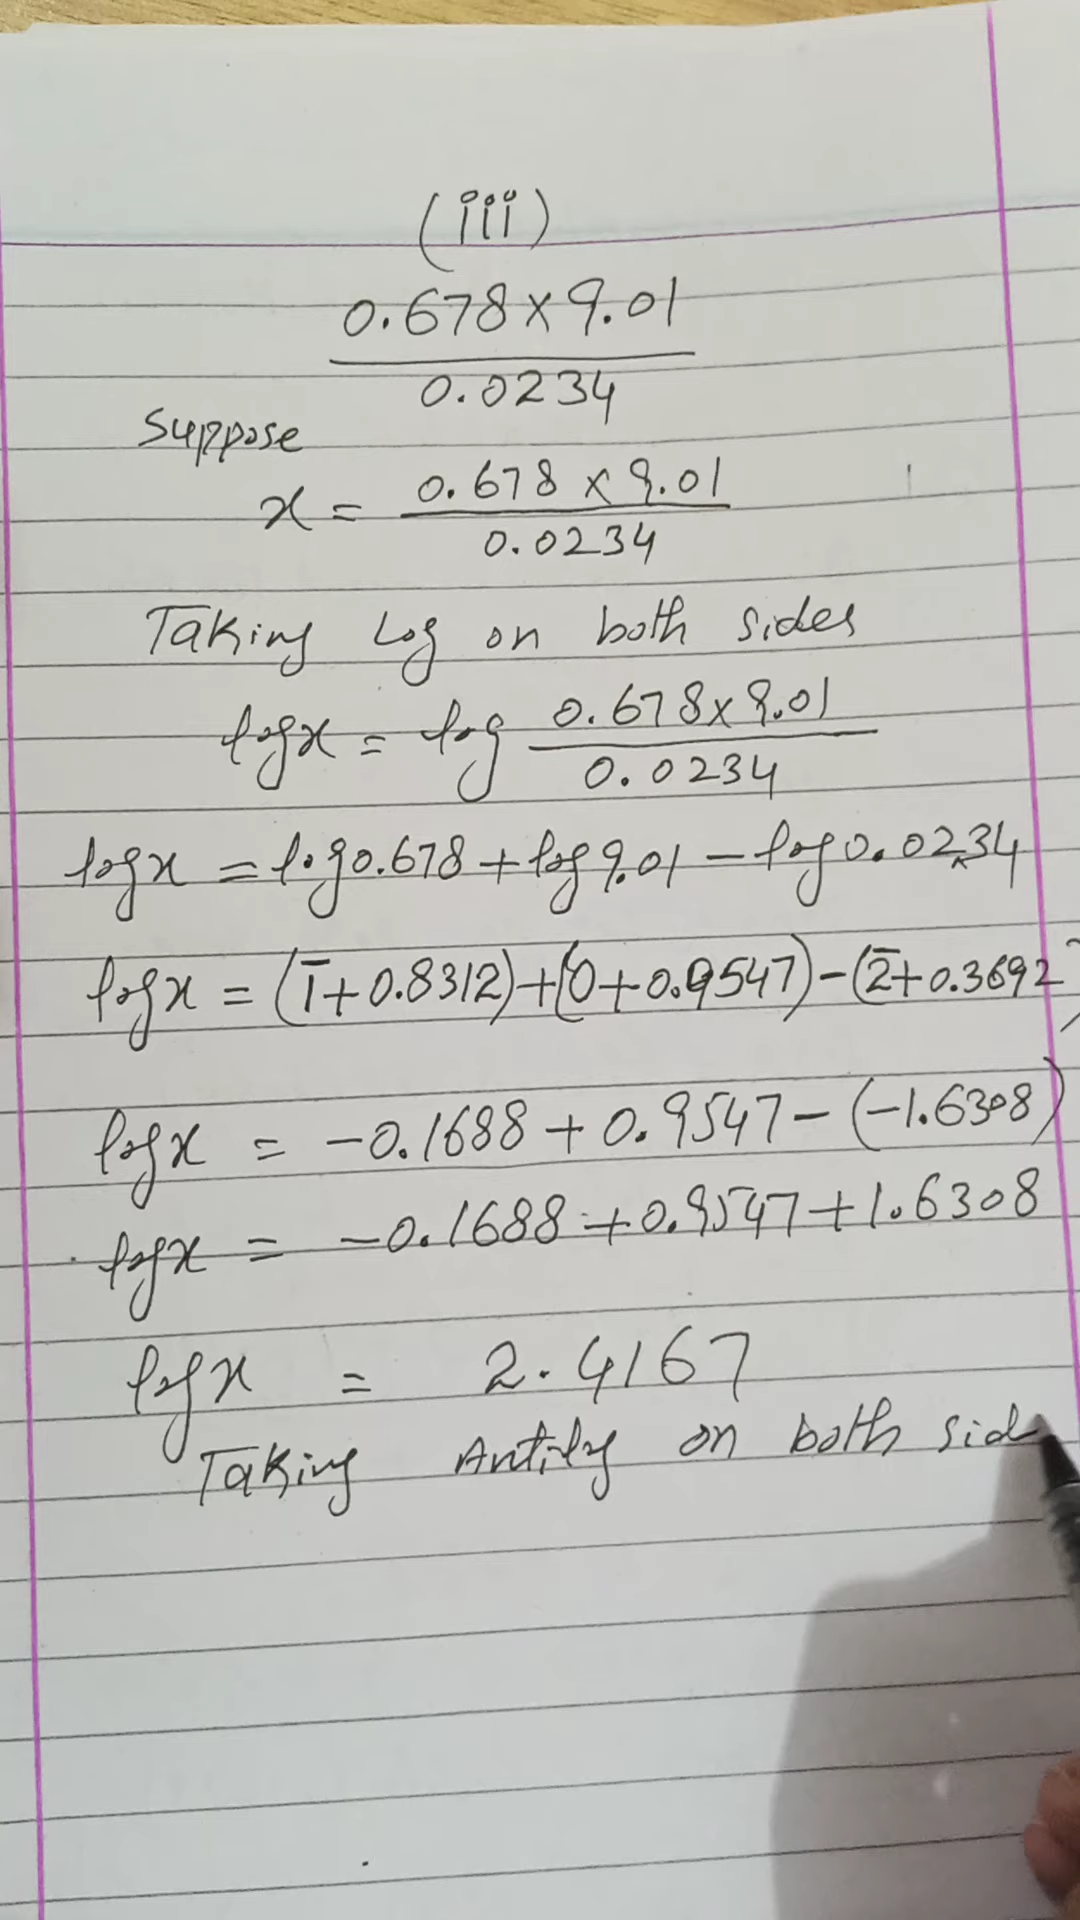 (iii)
0.678 x 9.01
0.0234
Suppose
x = 0.678 x 9.01
0.0234
Taking Log on both sides
log x = log 0.678 x 9.01
0.0234
log x = log 0.678 + log 9.01 - log 0.0234
log x = (1̄ + 0.8312) + (0 + 0.9547) - (2̄ + 0.3692)
log x = -0.1688 + 0.9547 - (-1.6308)
log x = -0.1688 + 0.9547 + 1.6308
log x = 2.4167
Taking Antilog on both sid